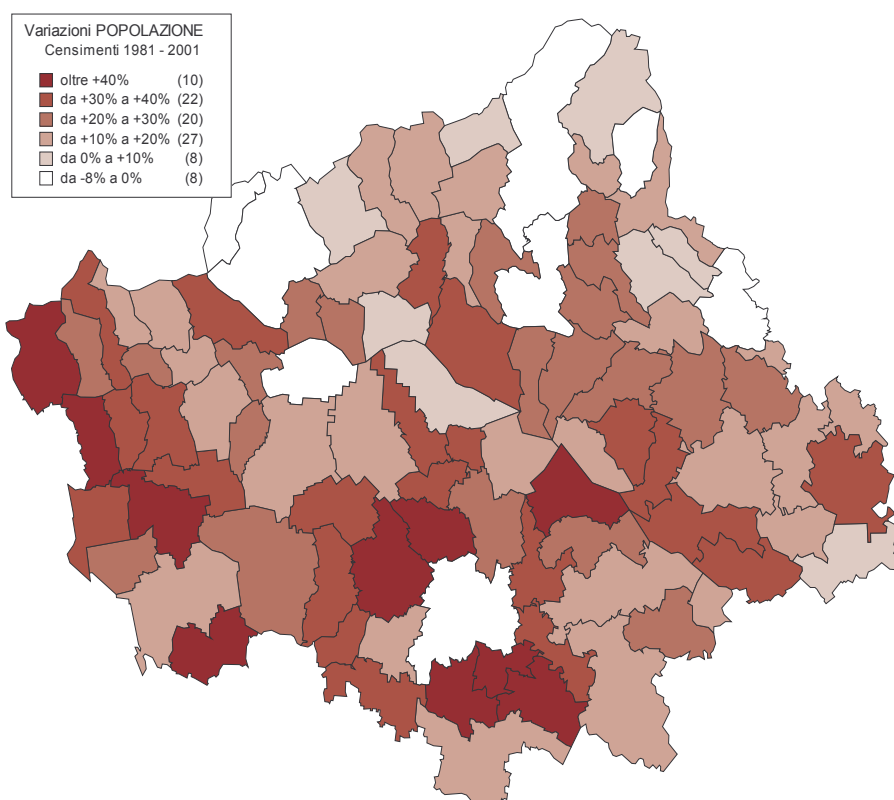 Variazioni POPOLAZIONE
Censimenti 1981 - 2001
oltre +40% (10)
da +30% a +40% (22)
da +20% a +30% (20)
da +10% a +20% (27)
da 0% a +10% (8)
da -8% a 0% (8)